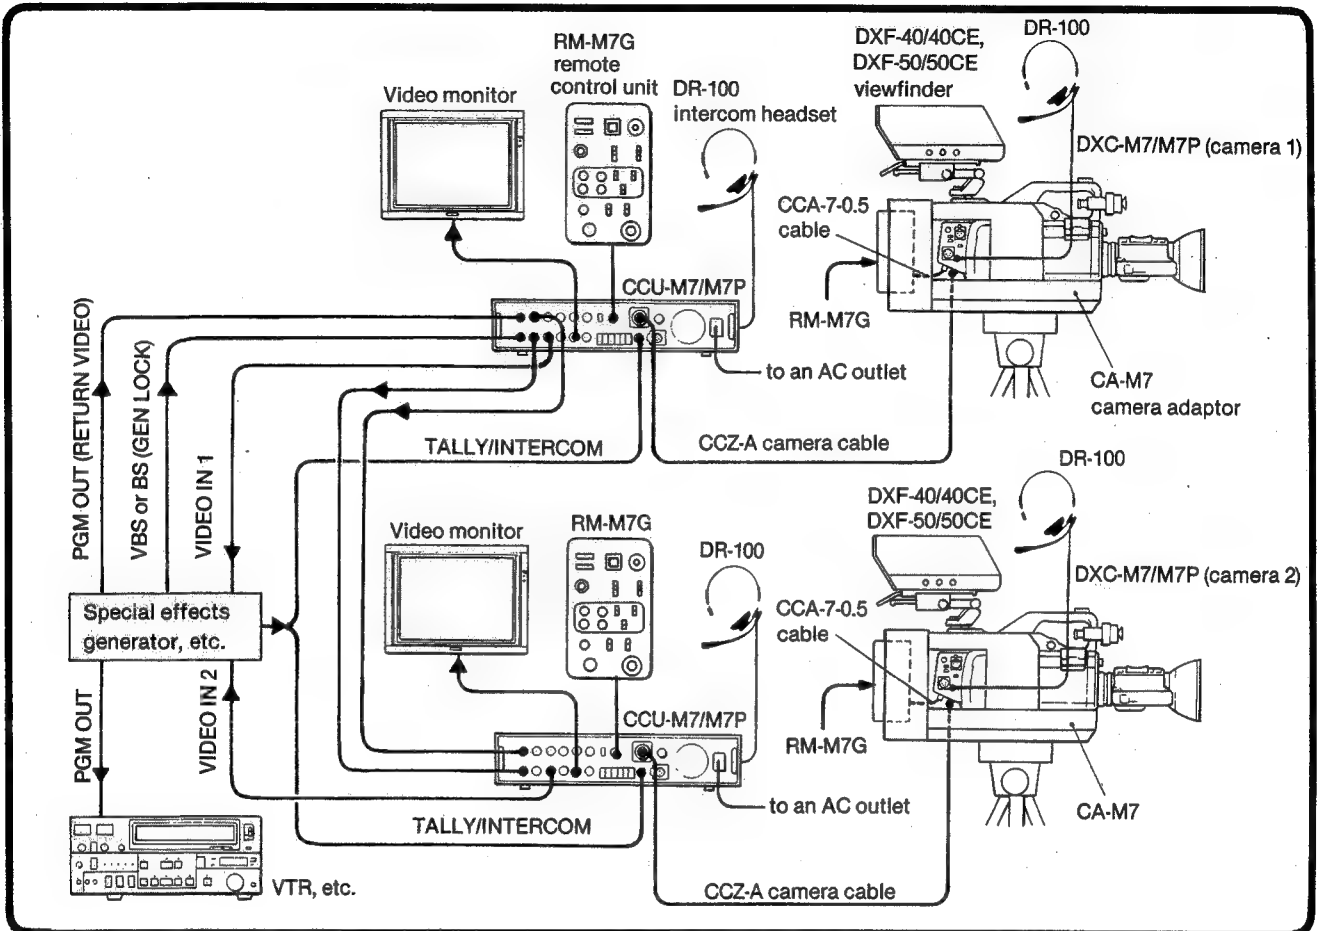 RM-M7G
remote
control unit
Video monitor
DR-100
intercom headset
DXF-40/40CE,
DXF-50/50CE
viewfinder
DR-100
DXC-M7/M7P (camera 1)
CCA-7-0.5
cable
RM-M7G
CCU-M7/M7P
to an AC outlet
CA-M7
camera adaptor
PGM OUT (RETURN VIDEO)
VBS or BS (GEN LOCK)
VIDEO IN 1
TALLY/INTERCOM
CCZ-A camera cable
Video monitor
RM-M7G
DR-100
DXF-40/40CE,
DXF-50/50CE
DR-100
DXC-M7/M7P (camera 2)
CCA-7-0.5
cable
Special effects
generator, etc.
PGM OUT
VIDEO IN 2
CCU-M7/M7P
RM-M7G
to an AC outlet
CA-M7
TALLY/INTERCOM
VTR, etc.
CCZ-A camera cable